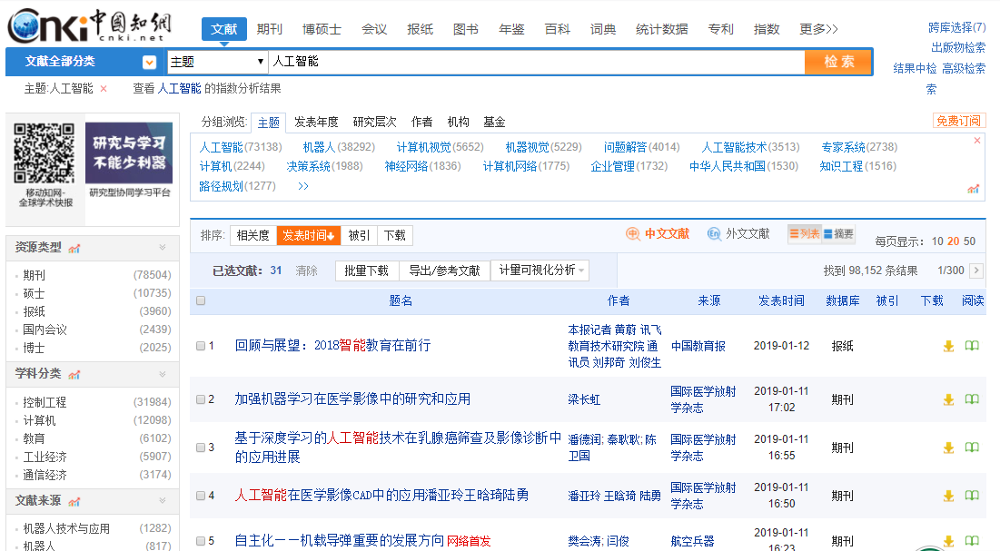 Cnki 中国知網
cnki.net
文献 期刊 博硕士 会议 报纸 图书 年鉴 百科 词典 统计数据 专利 指数 更多>>
跨库选择(7)
出版物检索
结果中检索 高级检索
文献全部分类 主题 人工智能 检 索
主题:人工智能 × 查看 人工智能 的指数分析结果
研究与学习
不能少利器
移动知网-
全球学术快报
研究型协同学习平台
分组浏览: 主题 发表年度 研究层次 作者 机构 基金 免费订阅
人工智能(73138) 机器人(38292) 计算机视觉(5652) 机器视觉(5229) 问题解答(4014) 人工智能技术(3513) 专家系统(2738) ×
计算机(2244) 决策系统(1988) 神经网络(1836) 计算机网络(1775) 企业管理(1732) 中华人民共和国(1530) 知识工程(1516)
路径规划(1277) >>
资源类型
期刊 (78504)
硕士 (10735)
报纸 (3960)
国内会议 (2439)
博士 (2025)
学科分类
控制工程 (31984)
计算机 (12098)
教育 (6102)
工业经济 (5907)
通信经济 (3174)
文献来源
机器人技术与应用 (1282)
机器人 (817)
排序: 相关度 发表时间↓ 被引 下载 中 中文文献 En 外文文献 列表 摘要 每页显示: 10 20 50
已选文献: 31 清除 批量下载 导出/参考文献 计量可视化分析 找到 98,152 条结果 1/300 >
题名 作者 来源 发表时间 数据库 被引 下载 阅读
1 回顾与展望：2018智能教育在前行 本报记者 黄蔚 讯飞
教育技术研究院 通
讯员 刘邦奇 刘俊生
中国教育报 2019-01-12 报纸
2 加强机器学习在医学影像中的研究和应用 梁长虹 国际医学放射
学杂志
2019-01-11
17:02
期刊
3 基于深度学习的人工智能技术在乳腺癌筛查及影像诊断中
的应用进展
潘德润; 秦耿耿; 陈
卫国
国际医学放射
学杂志
2019-01-11
16:55
期刊
4 人工智能在医学影像CAD中的应用潘亚玲王晗琦陆勇 潘亚玲 王晗琦 陆勇 国际医学放射
学杂志
2019-01-11
16:50
期刊
5 自主化——机载导弹重要的发展方向 网络首发 樊会涛; 闫俊 航空兵器 2019-01-11
16:23
期刊